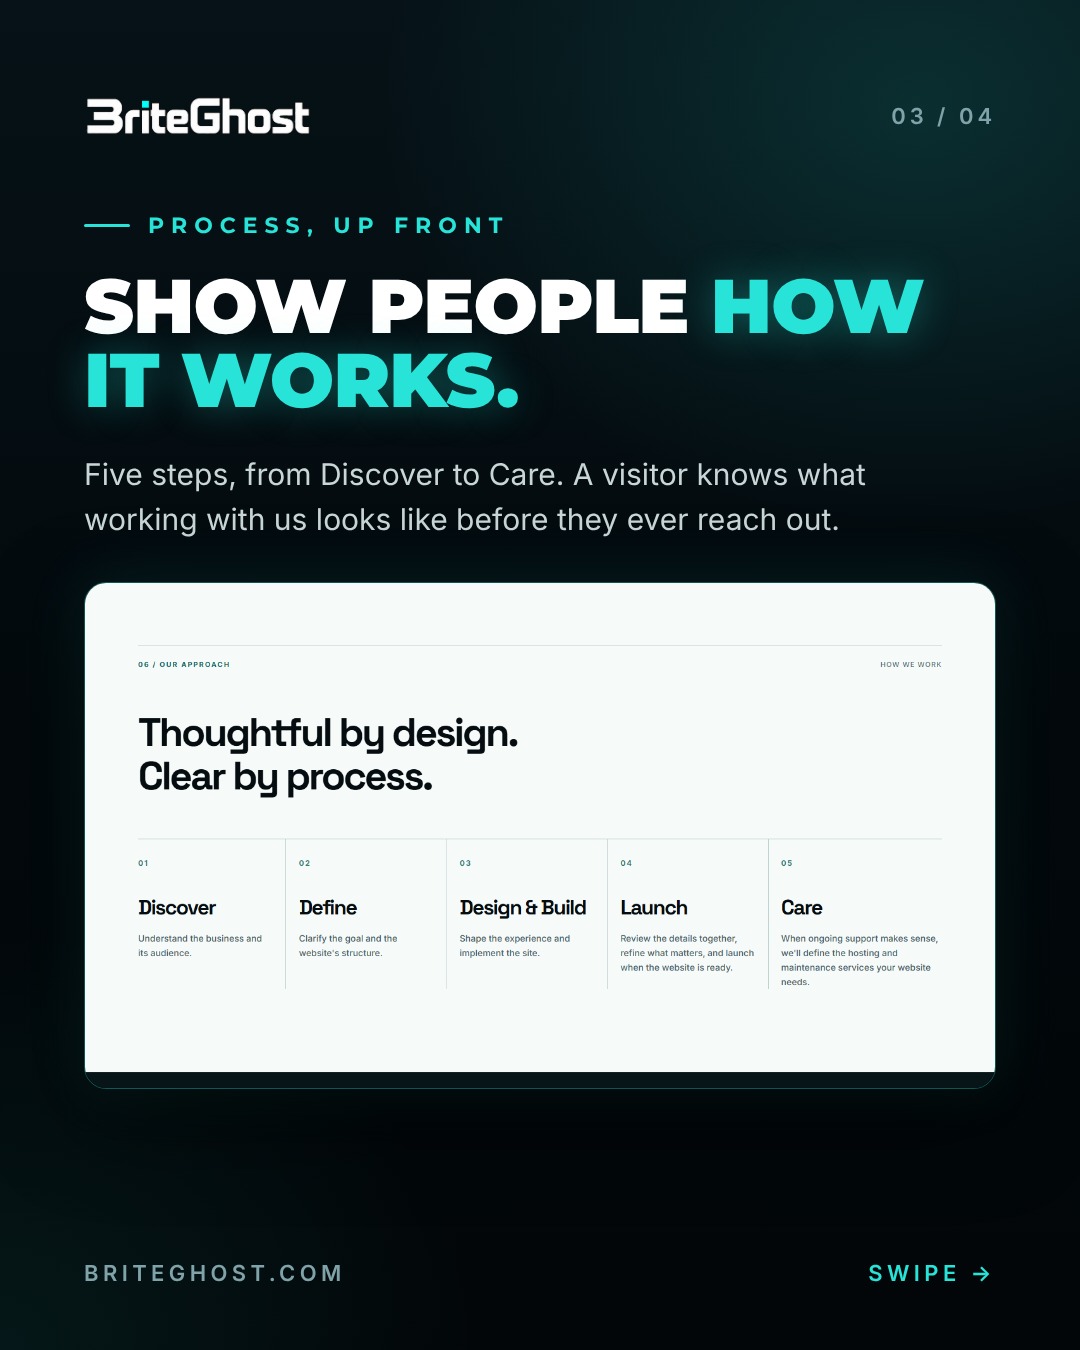 BriteGhost
03 / 04
PROCESS, UP FRONT
SHOW PEOPLE HOW
IT WORKS.
Five steps, from Discover to Care. A visitor knows what
working with us looks like before they ever reach out.
06 / OUR APPROACH
HOW WE WORK
Thoughtful by design.
Clear by process.
01
Discover
Understand the business and
its audience.
02
Define
Clarify the goal and the
website's structure.
03
Design & Build
Shape the experience and
implement the site.
04
Launch
Review the details together,
refine what matters, and launch
when the website is ready.
05
Care
When ongoing support makes sense,
we'll define the hosting and
maintenance services your website
needs.
BRITEGHOST.COM
SWIPE →